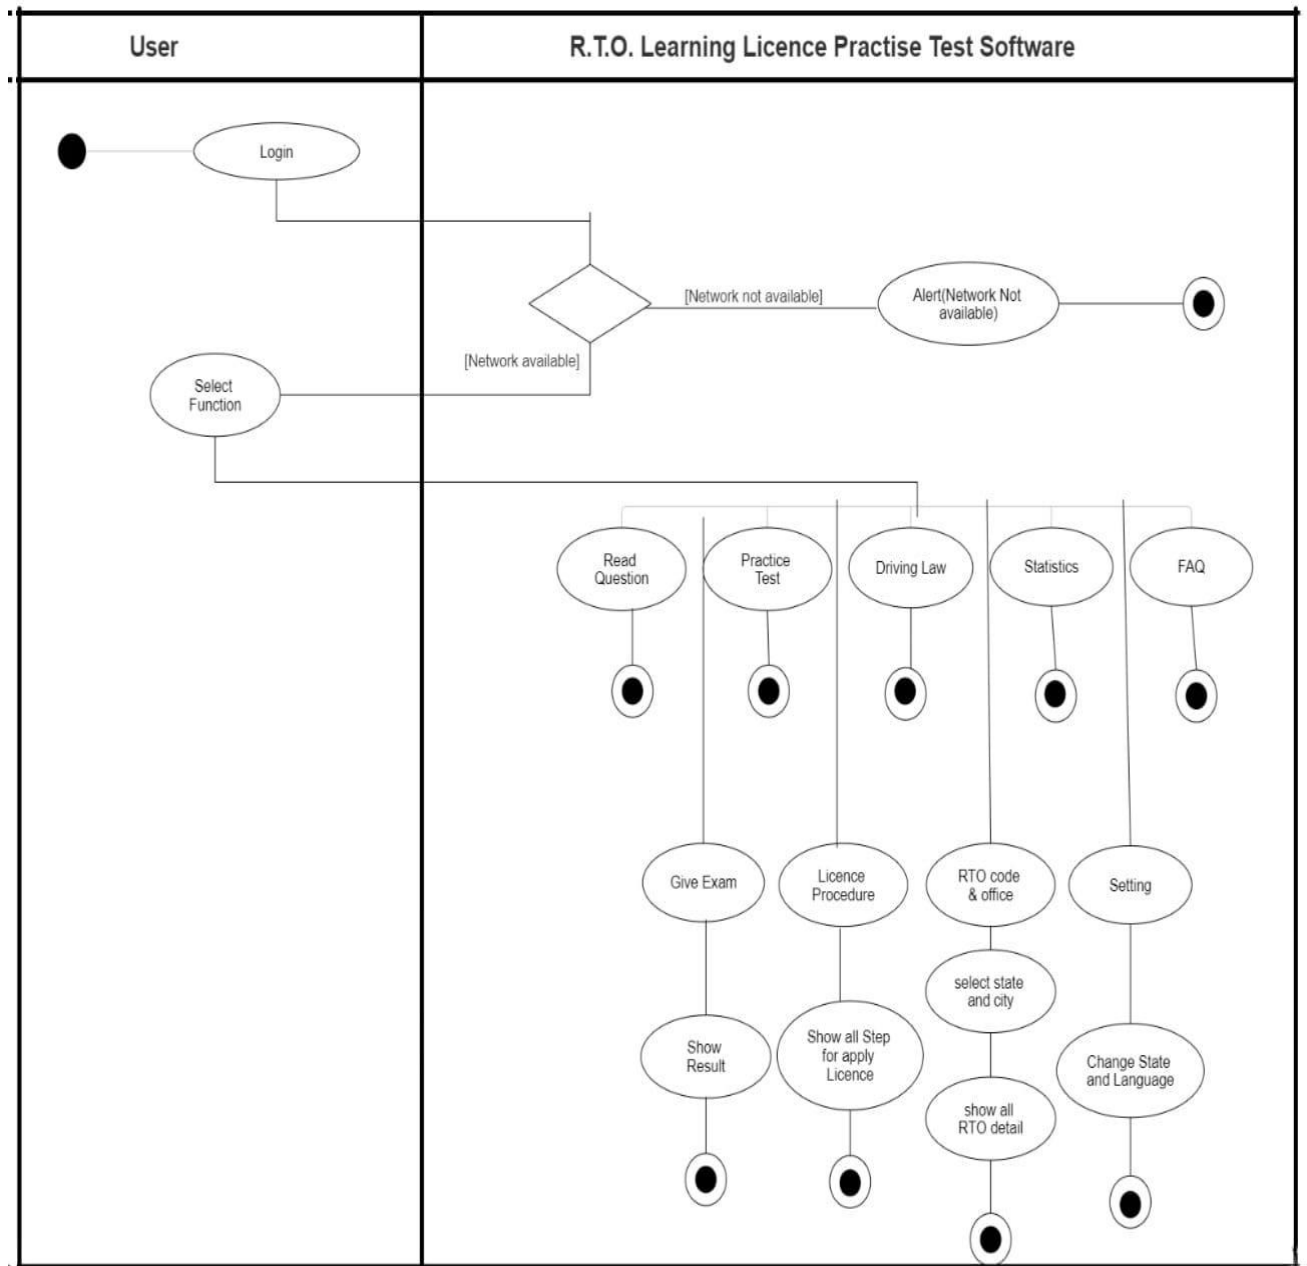 User
R.T.O. Learning Licence Practise Test Software
Login
[Network not available]
Alert(Network Not
available)
[Network available]
Select
Function
Read
Question
Practice
Test
Driving Law
Statistics
FAQ
Give Exam
Licence
Procedure
RTO code
& office
Setting
select state
and city
Show
Result
Show all Step
for apply
Licence
Change State
and Language
show all
RTO detail